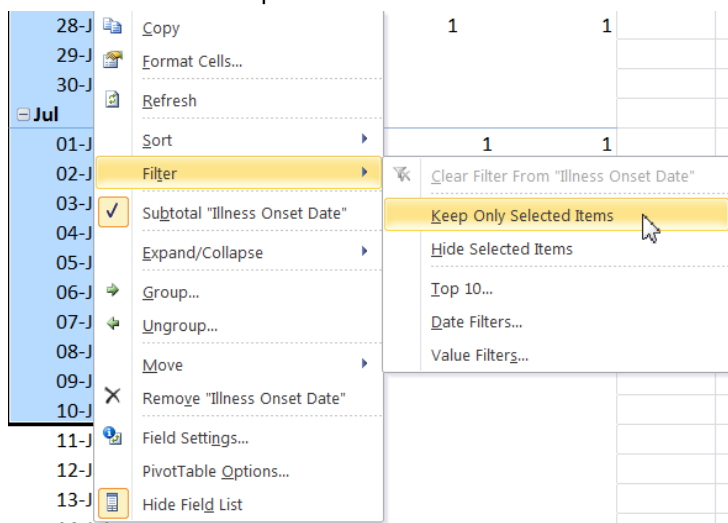 28-J Copy 1 1
29-J Format Cells...
30-J
Refresh
Jul
Sort
01-J 1 1
02-J Filter Clear Filter From "Illness Onset Date"
03-J Subtotal "Illness Onset Date" Keep Only Selected Items
04-J
Expand/Collapse Hide Selected Items
05-J
06-J Group... Top 10...
07-J Ungroup... Date Filters...
08-J Value Filters...
Move
09-J
Remove "Illness Onset Date"
10-J
11-J Field Settings...
12-J PivotTable Options...
13-J Hide Field List